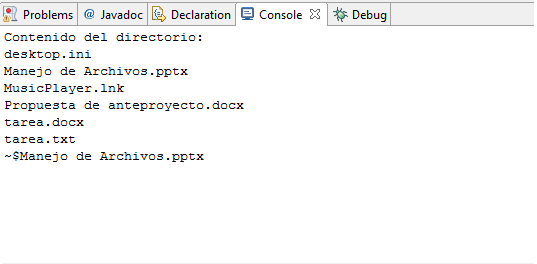 Problems @ Javadoc Declaration Console Debug
Contenido del directorio:
desktop.ini
Manejo de Archivos.pptx
MusicPlayer.lnk
Propuesta de anteproyecto.docx
tarea.docx
tarea.txt
~$Manejo de Archivos.pptx